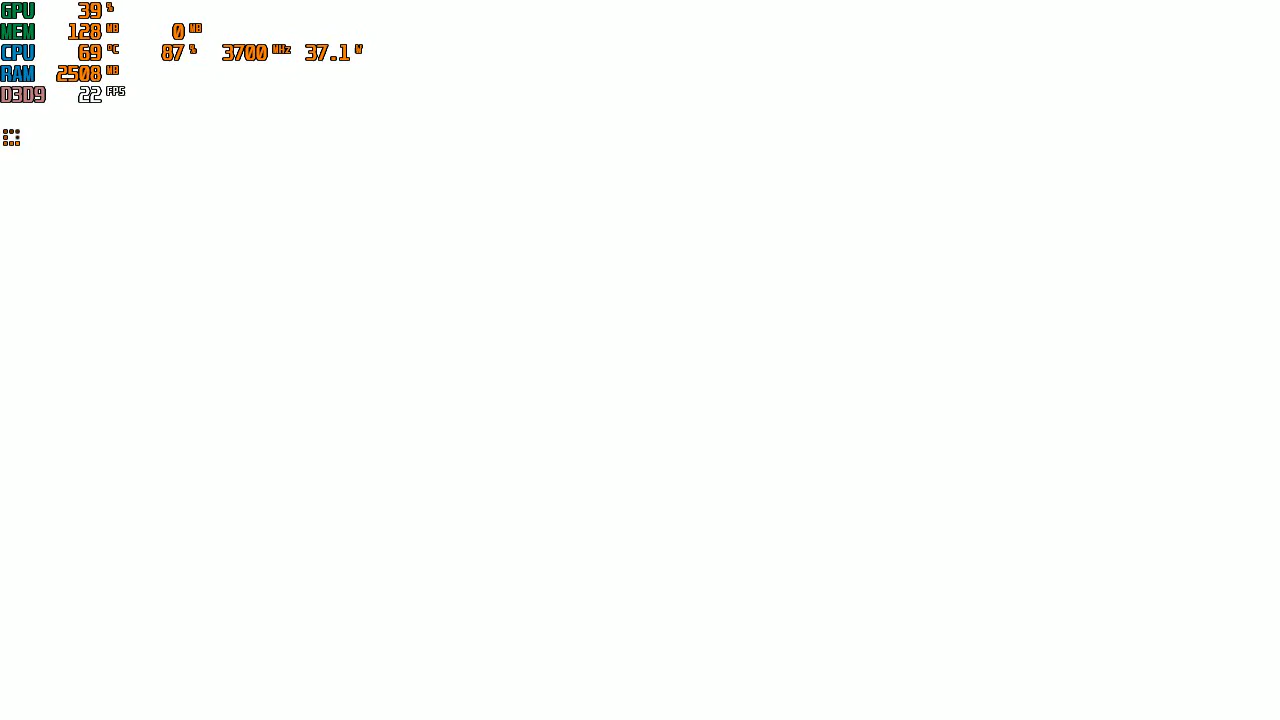 GPU 39 %
MEM 128 MB 0 MB
CPU 69 °C 87 % 3700 MHz 37.1 W
RAM 2508 MB
D3D9 22 FPS